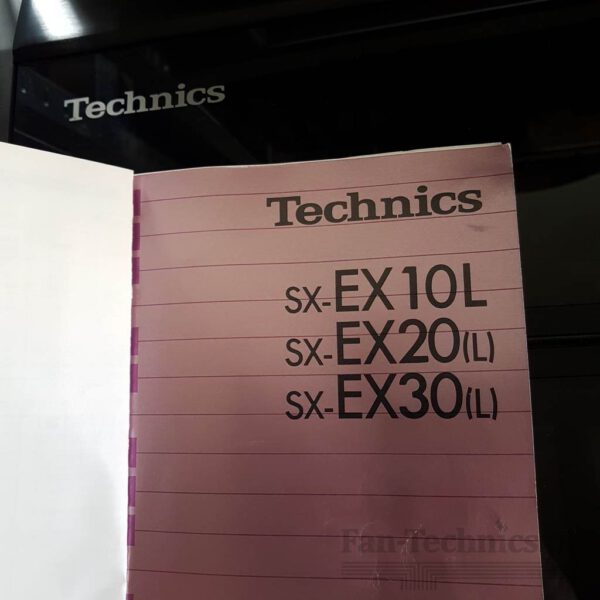 Technics
Technics
SX-EX10L
SX-EX20(L)
SX-EX30(L)
Fan-Technics